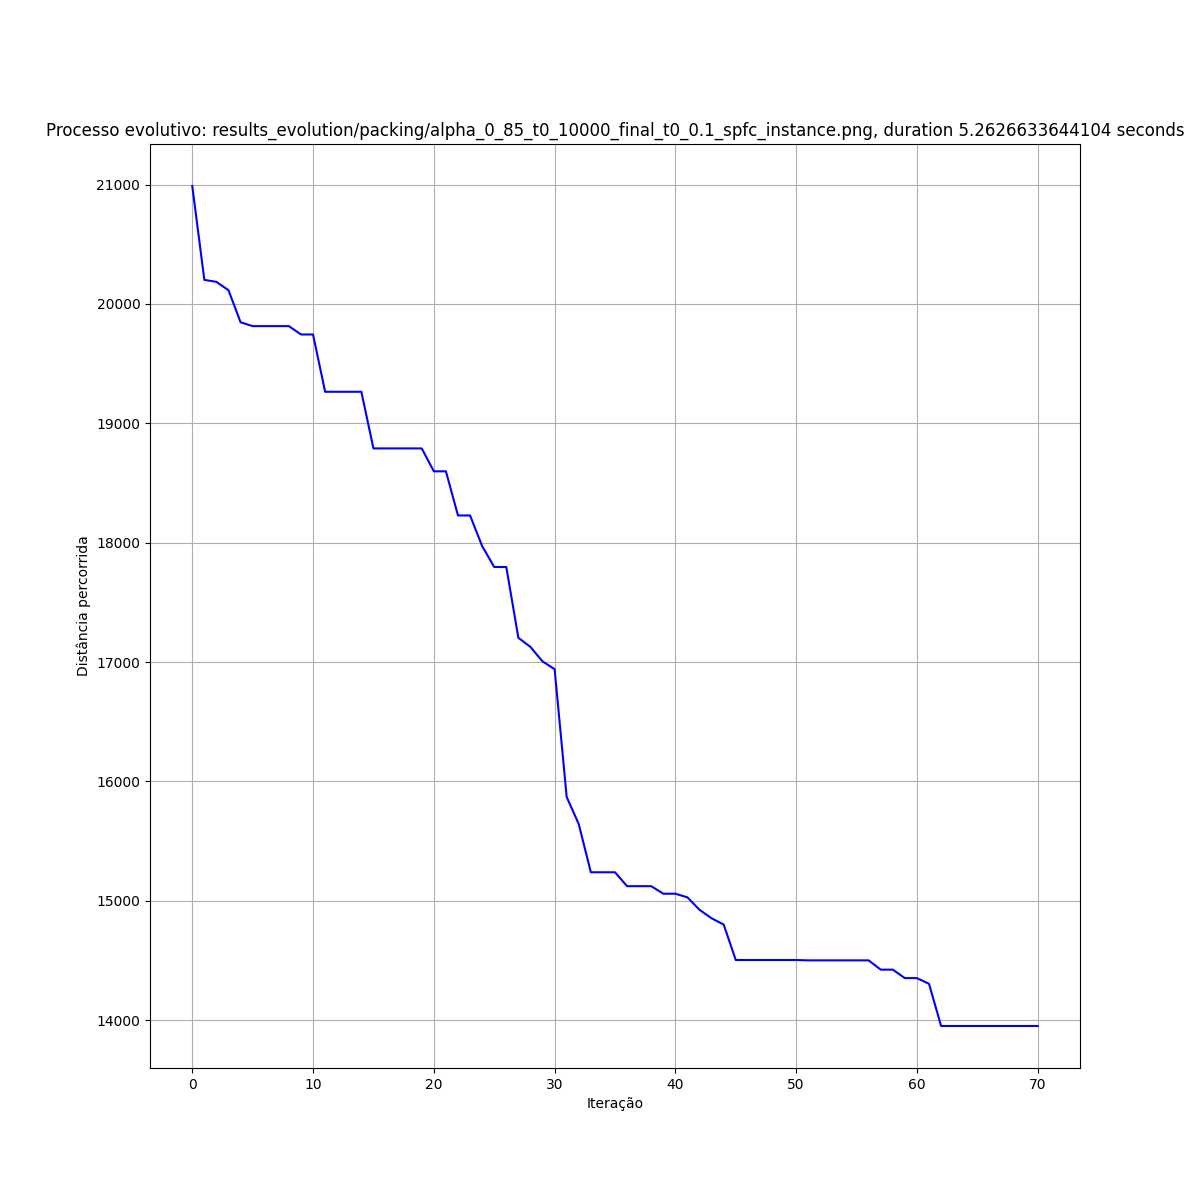 Processo evolutivo: results_evolution/packing/alpha_0_85_t0_10000_final_t0_0.1_spfc_instance.png, duration 5.2626633644104 seconds
21000
20000
19000
18000
17000
16000
15000
14000
Distância percorrida
0 10 20 30 40 50 60 70
Iteração